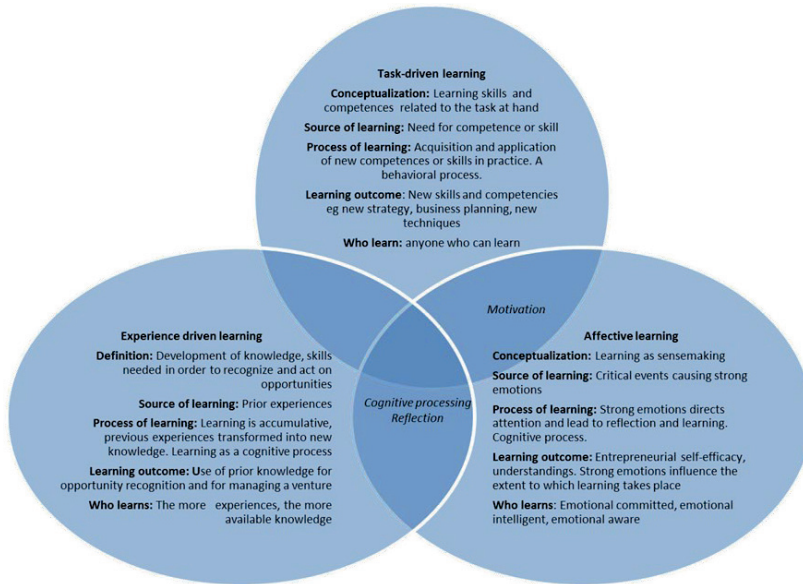 Task-driven learning
Conceptualization: Learning skills and
competences related to the task at hand
Source of learning: Need for competence or skill
Process of learning: Acquisition and application
of new competences or skills in practice. A
behavioral process.
Learning outcome: New skills and competencies
eg new strategy, business planning, new
techniques
Who learn: anyone who can learn
Motivation
Experience driven learning
Definition: Development of knowledge, skills
needed in order to recognize and act on
opportunities
Source of learning: Prior experiences
Process of learning: Learning is accumulative,
previous experiences transformed into new
knowledge. Learning as a cognitive process
Learning outcome: Use of prior knowledge for
opportunity recognition and for managing a venture
Who learns: The more experiences, the more
available knowledge
Cognitive processing
Reflection
Affective learning
Conceptualization: Learning as sensemaking
Source of learning: Critical events causing strong
emotions
Process of learning: Strong emotions directs
attention and lead to reflection and learning.
Cognitive process.
Learning outcome: Entrepreneurial self-efficacy,
understandings. Strong emotions influence the
extent to which learning takes place
Who learns: Emotional committed, emotional
intelligent, emotional aware